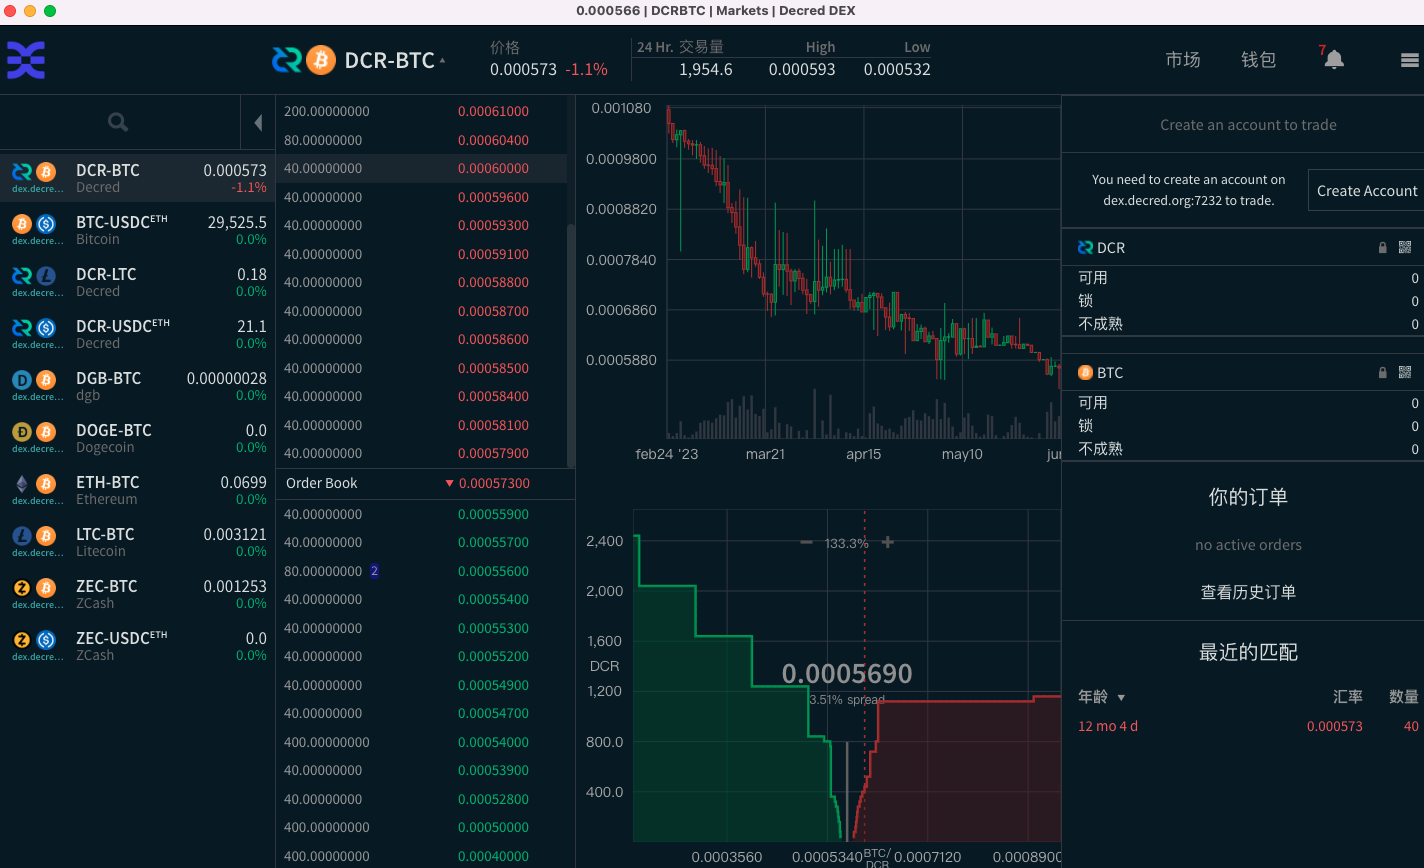 0.000566 | DCRBTC | Markets | Decred DEX
DCR-BTC
价格
0.000573 -1.1%
24 Hr. 交易量 High Low
1,954.6 0.000593 0.000532
市场 钱包 7
DCR-BTC 0.000573
Decred -1.1%
dex.decre...
BTC-USDC ETH 29,525.5
Bitcoin 0.0%
dex.decre...
DCR-LTC 0.18
Decred 0.0%
dex.decre...
DCR-USDC ETH 21.1
Decred 0.0%
dex.decre...
DGB-BTC 0.00000028
dgb 0.0%
dex.decre...
DOGE-BTC 0.0
Dogecoin 0.0%
dex.decre...
ETH-BTC 0.0699
Ethereum 0.0%
dex.decre...
LTC-BTC 0.003121
Litecoin 0.0%
dex.decre...
ZEC-BTC 0.001253
ZCash 0.0%
dex.decre...
ZEC-USDC ETH 0.0
ZCash 0.0%
dex.decre...
200.00000000 0.00061000
80.00000000 0.00060400
40.00000000 0.00060000
40.00000000 0.00059600
40.00000000 0.00059300
40.00000000 0.00059100
40.00000000 0.00058800
40.00000000 0.00058700
40.00000000 0.00058600
40.00000000 0.00058500
40.00000000 0.00058400
40.00000000 0.00058100
40.00000000 0.00057900
Order Book ▼ 0.00057300
40.00000000 0.00055900
40.00000000 0.00055700
80.00000000 2 0.00055600
40.00000000 0.00055400
40.00000000 0.00055300
40.00000000 0.00055200
40.00000000 0.00054900
40.00000000 0.00054700
400.00000000 0.00054000
40.00000000 0.00053900
40.00000000 0.00052800
400.00000000 0.00050000
400.00000000 0.00040000
0.001080
0.0009800
0.0008820
0.0007840
0.0006860
0.0005880
feb24 '23 mar21 apr15 may10 jun
133.3%
2,400
2,000
1,600
DCR
1,200
800.0
400.0
0.0005690
3.51% spread
0.0003560 0.0005340 BTC/ DCR 0.0007120 0.0008900
Create an account to trade
You need to create an account on
dex.decred.org:7232 to trade.
Create Account
DCR
可用 0
锁 0
不成熟 0
BTC
可用 0
锁 0
不成熟 0
你的订单
no active orders
查看历史订单
最近的匹配
年龄 ▼ 汇率 数量
12 mo 4 d 0.000573 40